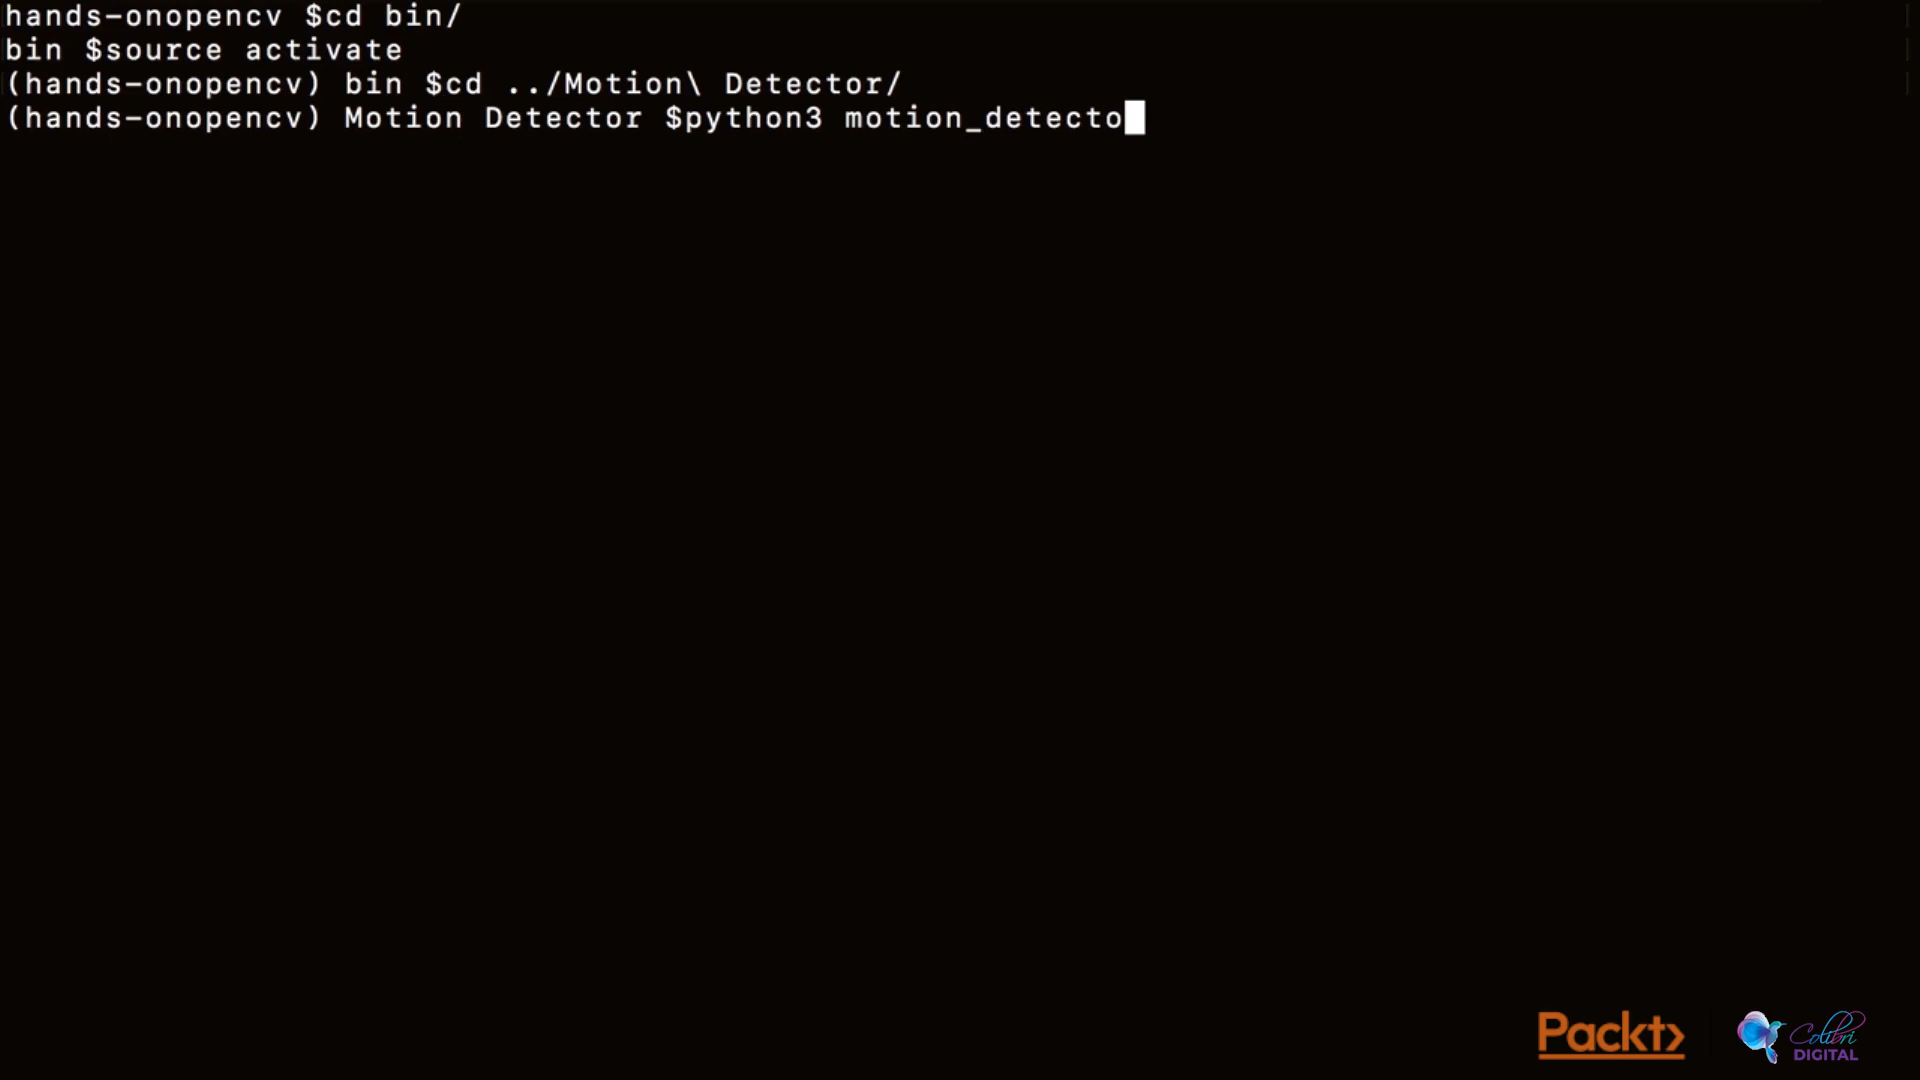 hands-onopencv $cd bin/
bin $source activate
(hands-onopencv) bin $cd ../Motion\ Detector/
(hands-onopencv) Motion Detector $python3 motion_detecto
Packt>
Colibri
DIGITAL